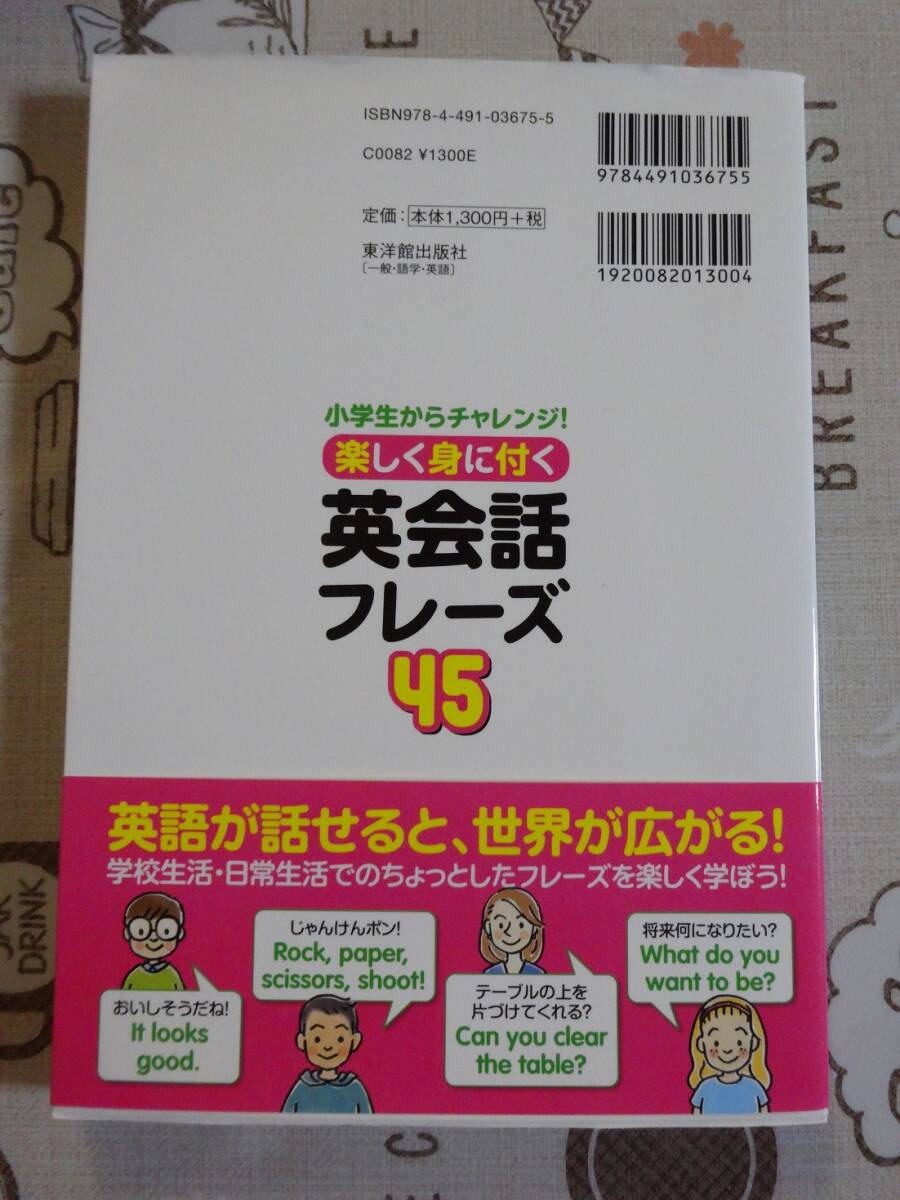 ISBN978-4-491-03675-5
C0082 ¥1300E
9784491036755
定価：本体1,300円+税
東洋館出版社
〔一般・語学・英語〕
1920082013004
小学生からチャレンジ！
楽しく身に付く
英会話
フレーズ
45
英語が話せると、世界が広がる！
学校生活・日常生活でのちょっとしたフレーズを楽しく学ぼう！
おいしそうだね！
It looks
good.
じゃんけんポン！
Rock, paper,
scissors, shoot!
テーブルの上を
片づけてくれる？
Can you clear
the table?
将来何になりたい？
What do you
want to be?
BREAKFAST
DRINK